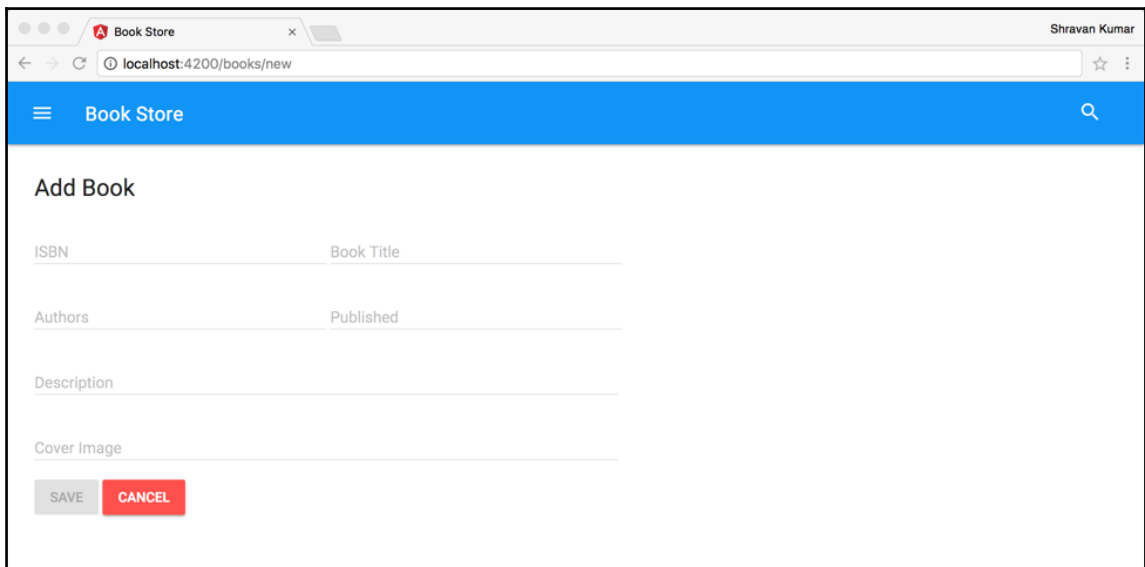 Book Store
Shravan Kumar
localhost:4200/books/new
Book Store
Add Book
ISBN Book Title
Authors Published
Description
Cover Image
SAVE CANCEL